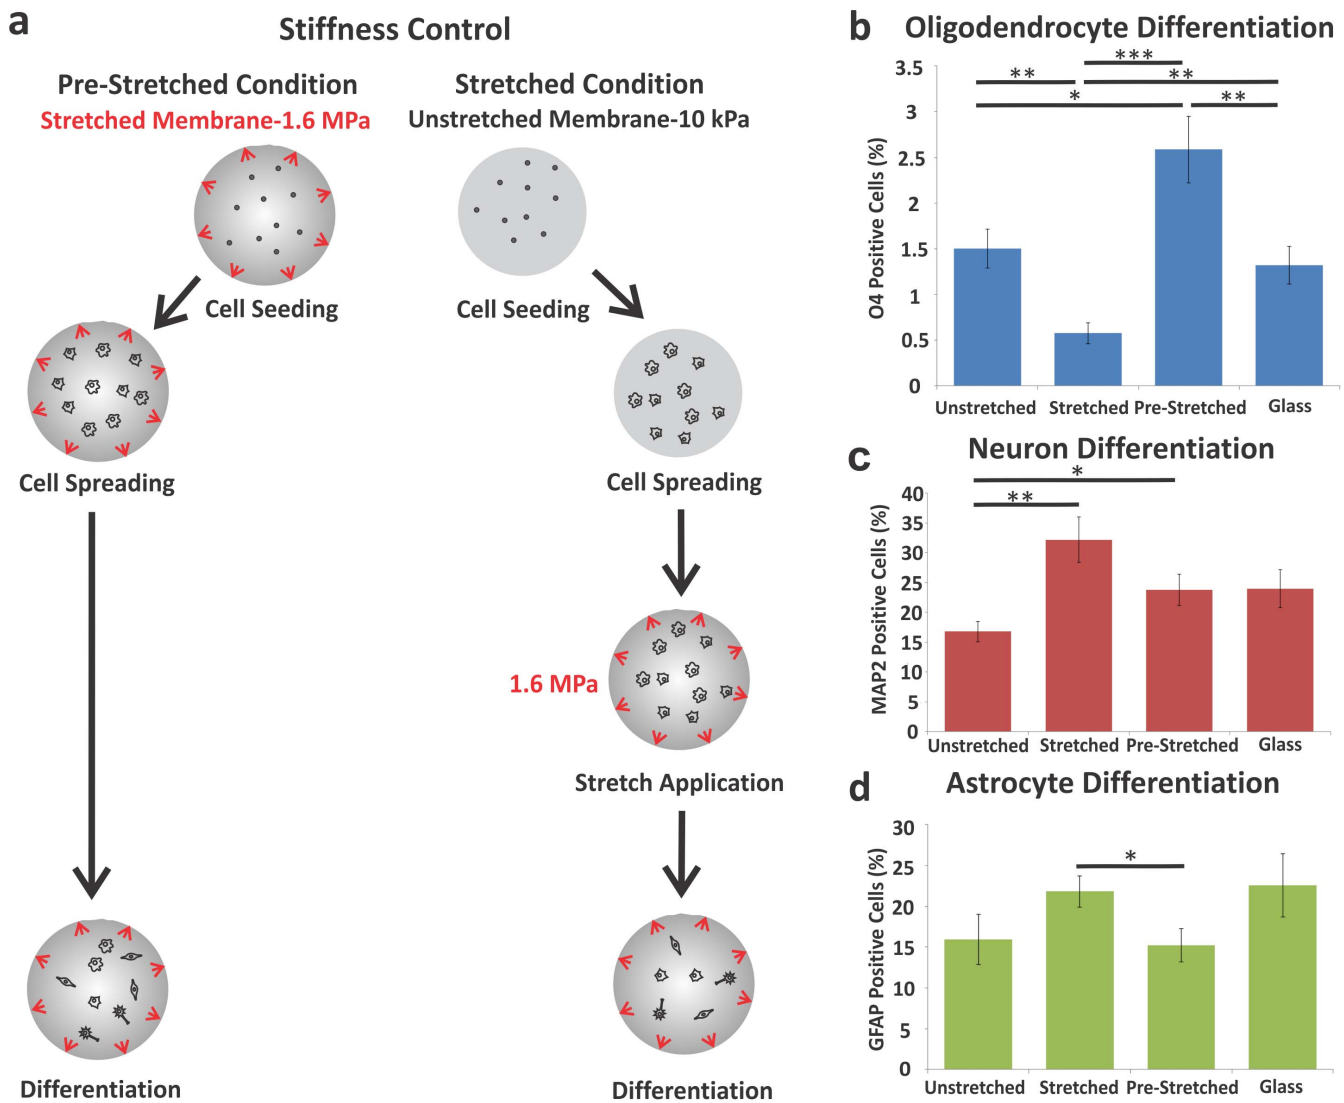 a
Stiffness Control
Pre-Stretched Condition
Stretched Membrane-1.6 MPa
Stretched Condition
Unstretched Membrane-10 kPa
Cell Seeding
Cell Seeding
Cell Spreading
Cell Spreading
1.6 MPa
Stretch Application
Differentiation
Differentiation
b
Oligodendrocyte Differentiation
O4 Positive Cells (%)
3.5
3
2.5
2
1.5
1
0.5
0
***
** **
* **
Unstretched Stretched Pre-Stretched Glass
c
Neuron Differentiation
MAP2 Positive Cells (%)
40
35
30
25
20
15
10
5
0
*
**
Unstretched Stretched Pre-Stretched Glass
d
Astrocyte Differentiation
GFAP Positive Cells (%)
30
25
20
15
10
5
0
*
Unstretched Stretched Pre-Stretched Glass